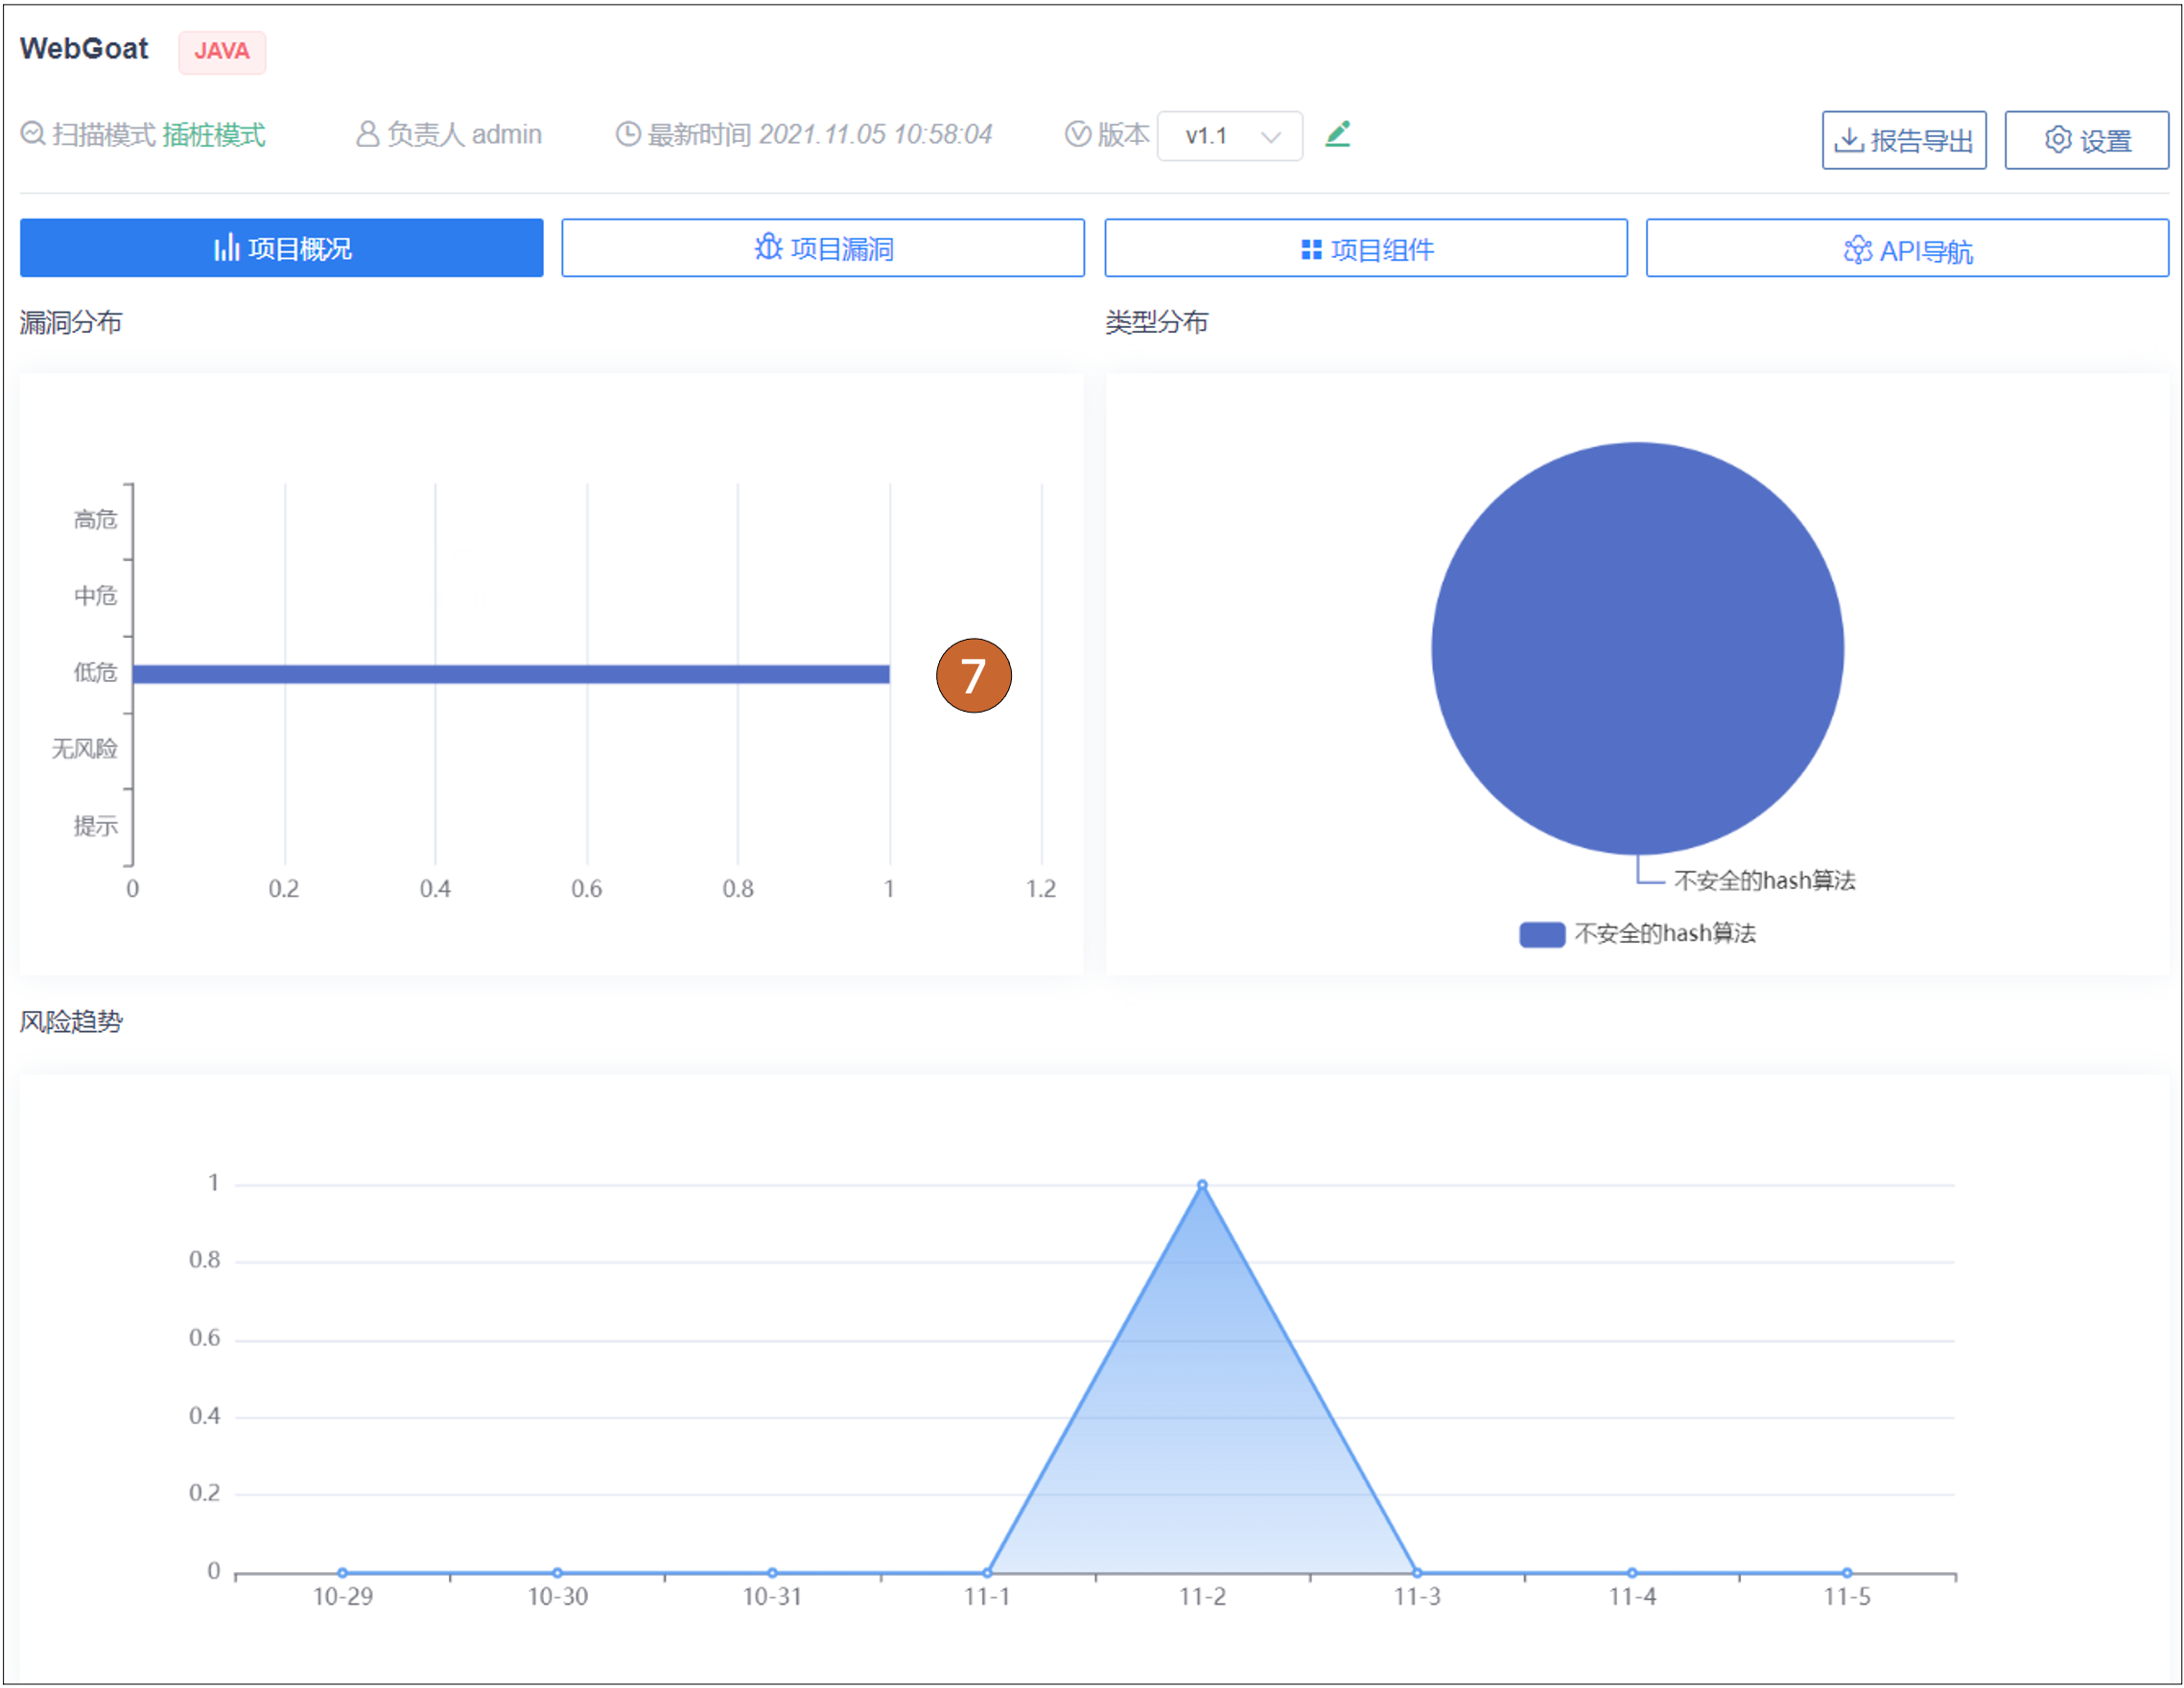 WebGoat JAVA
扫描模式 插桩模式 负责人 admin 最新时间 2021.11.05 10:58:04 版本 v1.1 报告导出 设置
项目概况 项目漏洞 项目组件 API导航
漏洞分布
高危
中危
低危
无风险
提示
0 0.2 0.4 0.6 0.8 1 1.2
7
类型分布
不安全的hash算法
不安全的hash算法
风险趋势
1
0.8
0.6
0.4
0.2
0
10-29 10-30 10-31 11-1 11-2 11-3 11-4 11-5